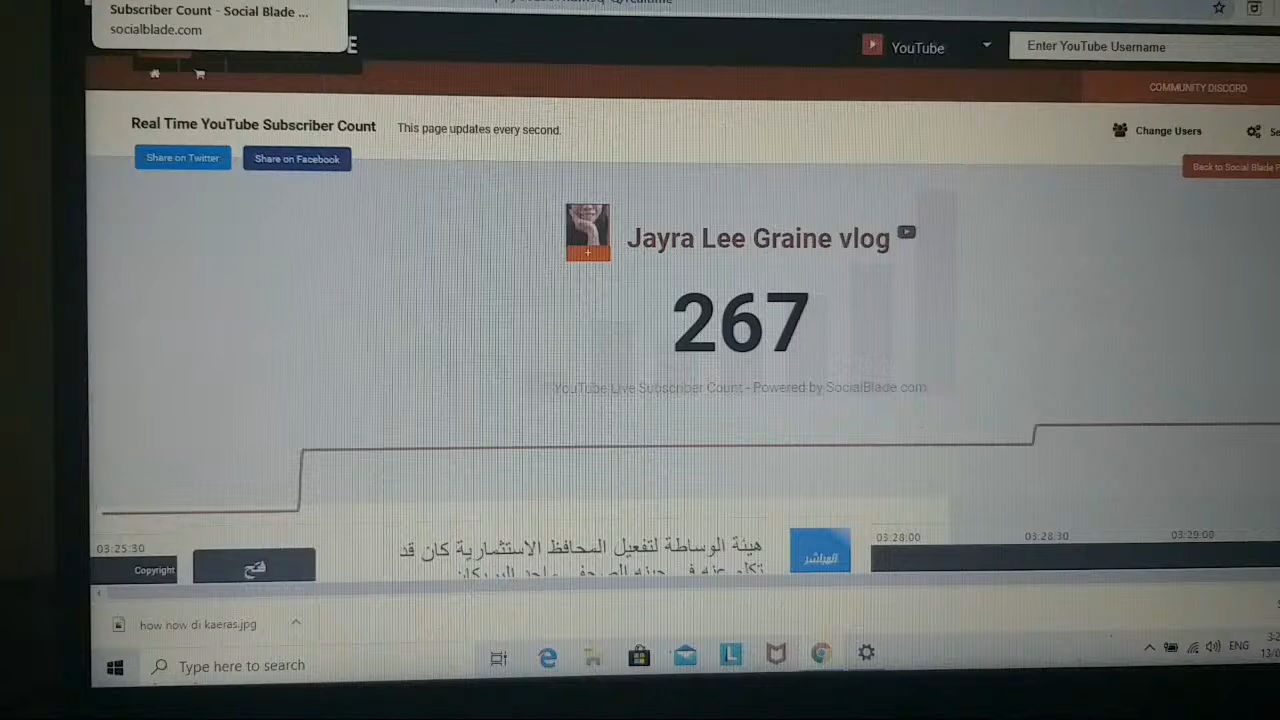 Subscriber Count - Social Blade ...
socialblade.com
E
YouTube
Enter YouTube Username
COMMUNITY DISCORD
Real Time YouTube Subscriber Count
This page updates every second.
Change Users
Share on Twitter
Share on Facebook
Back to Social Blade P
Jayra Lee Graine vlog
267
YouTube Live Subscriber Count - Powered by SocialBlade.com
هيئة الوساطة لتفعيل المحافظ الاستثمارية كان قد
المباشر
فتح
03:25:30
03:28:00
03:28:30
03:29:00
Copyright
how now di kaeras.jpg
Type here to search
ENG